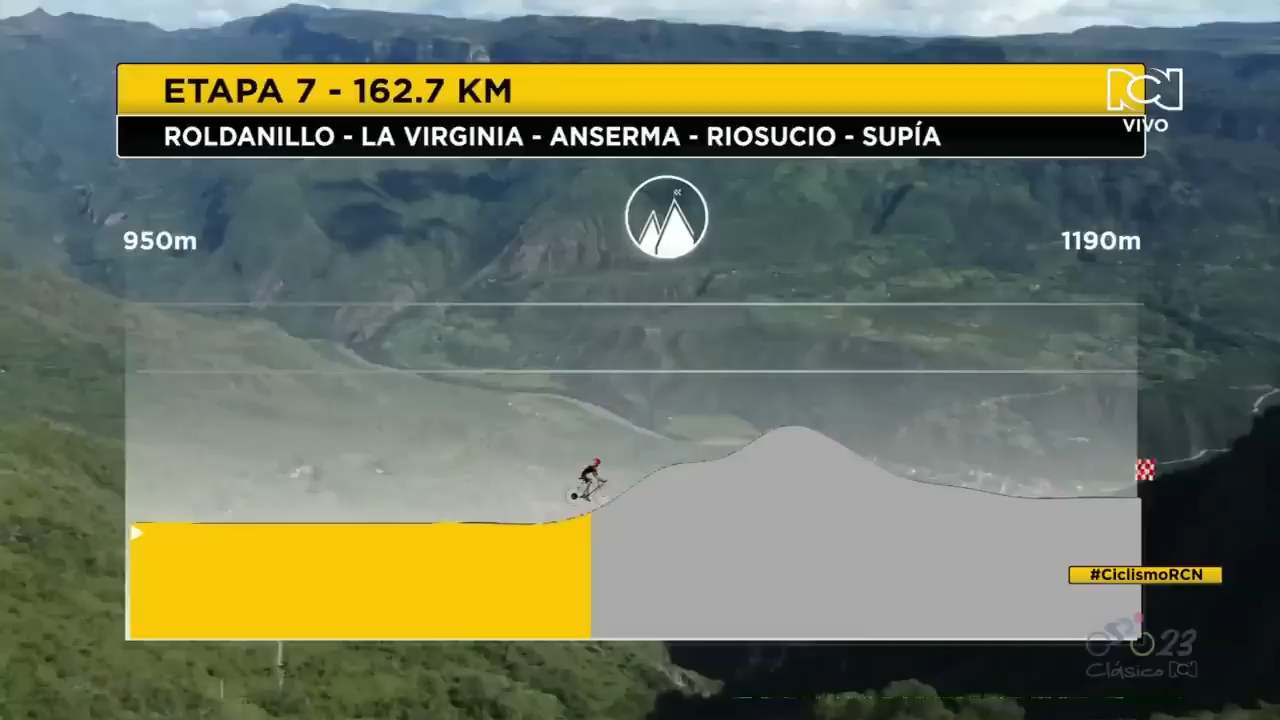 ETAPA 7 - 162.7 KM
RCN
VIVO
ROLDANILLO - LA VIRGINIA - ANSERMA - RIOSUCIO - SUPÍA
950m
1190m
#CiclismoRCN
23
Clásico RCN